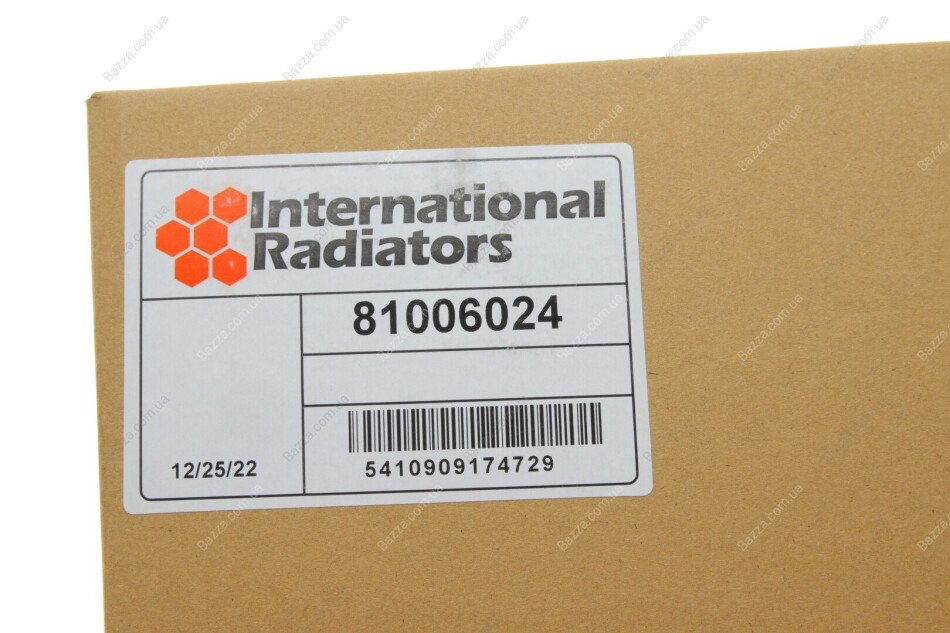 International
Radiators
81006024
12/25/22
5410909174729
Bazza.com.ua